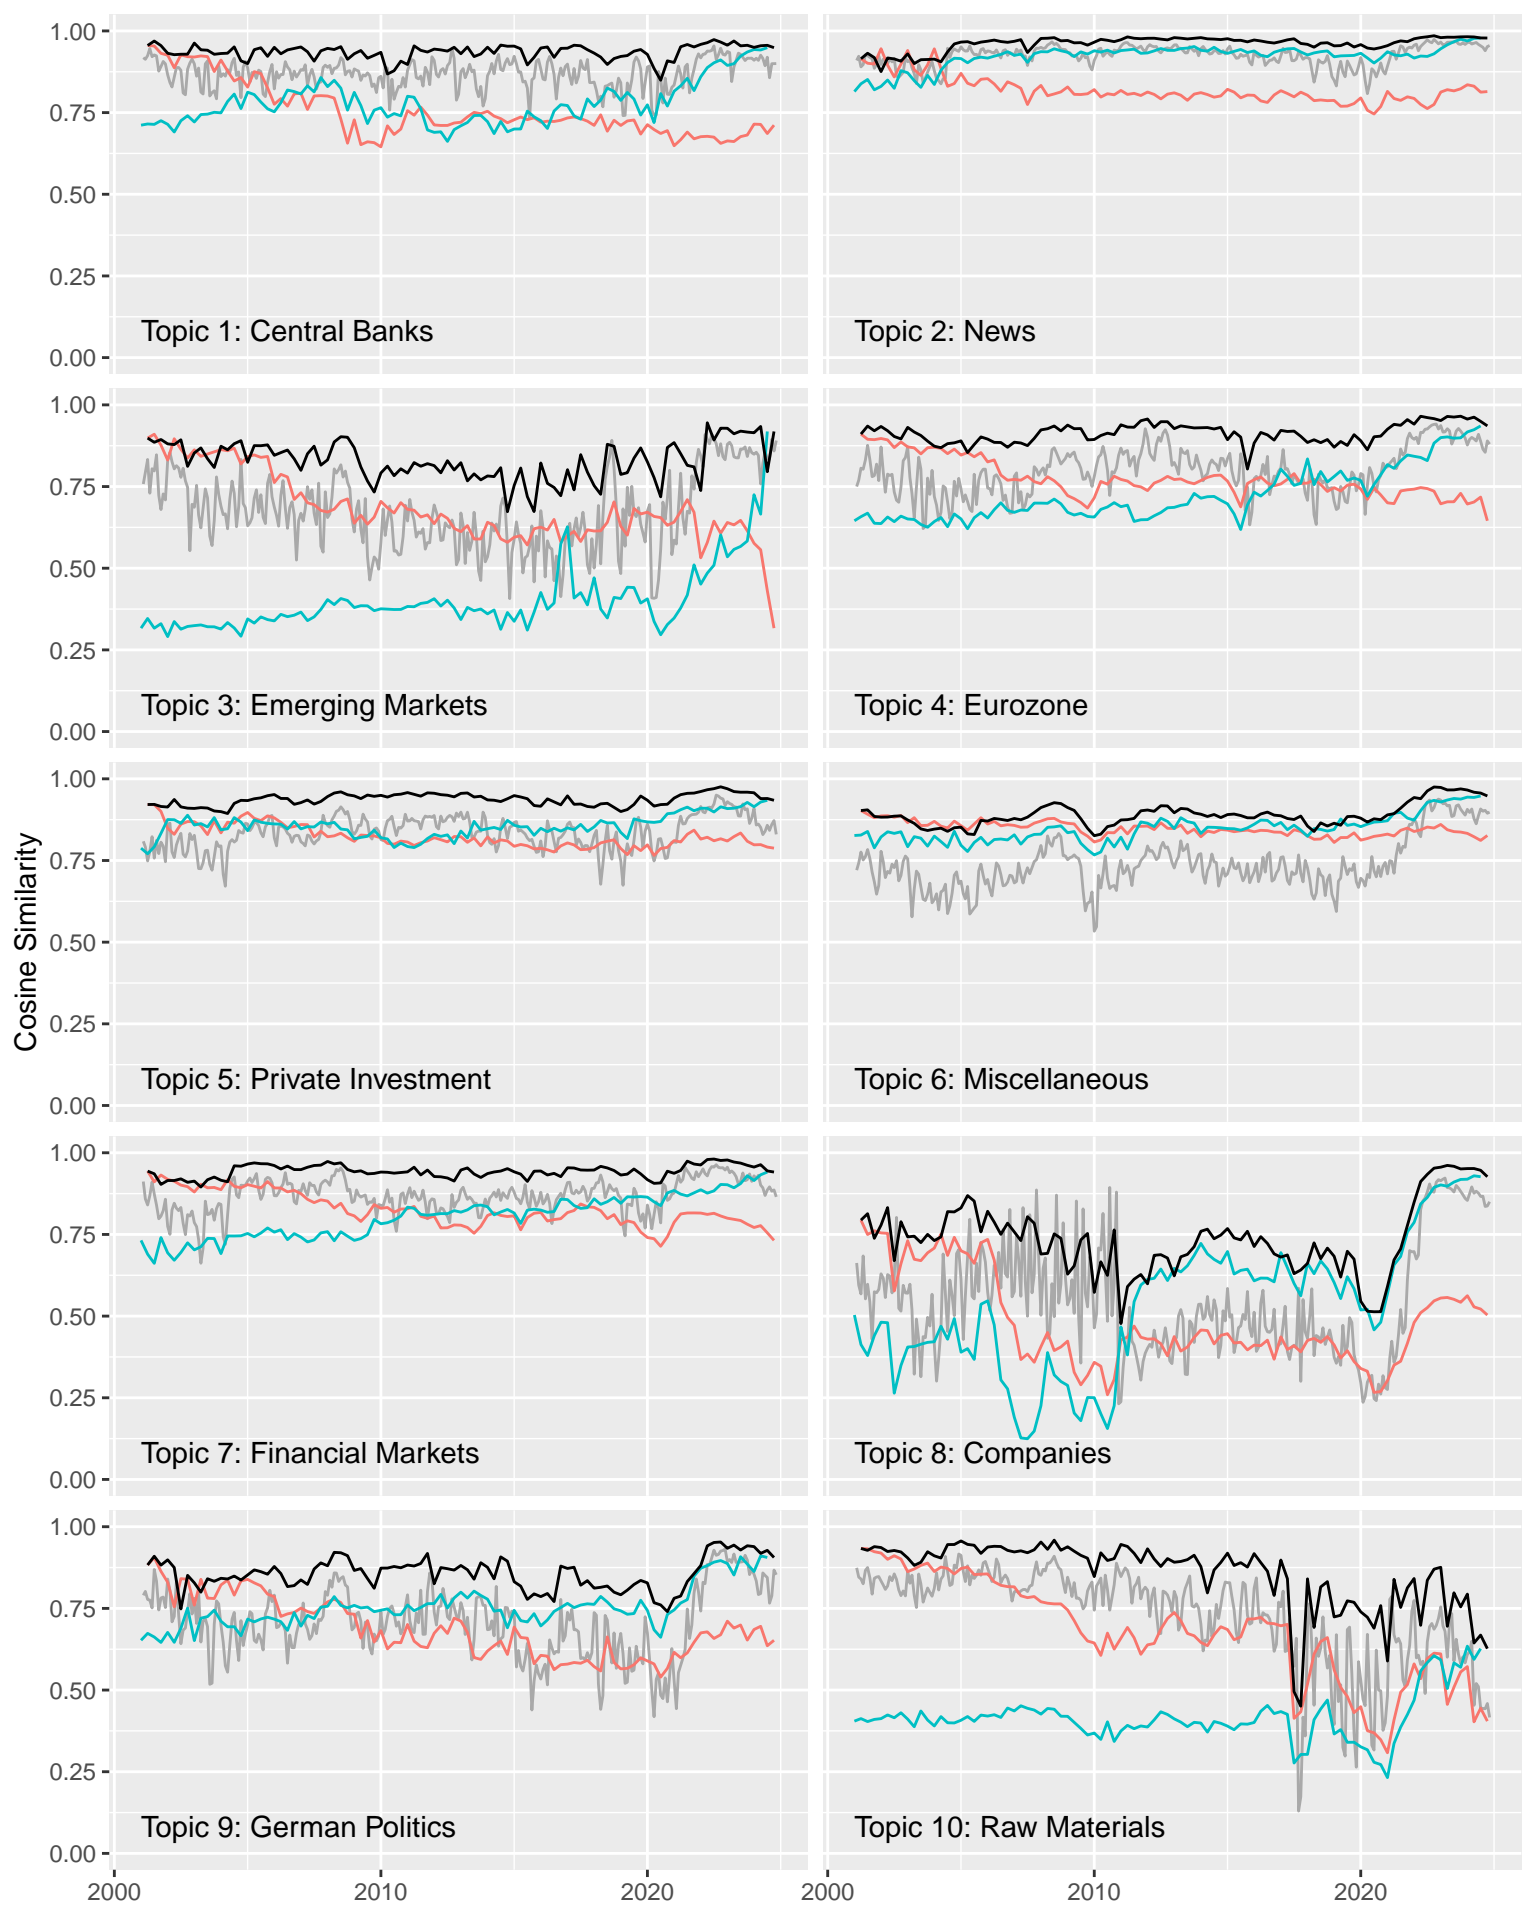 Cosine Similarity
1.00
0.75
0.50
0.25
0.00
Topic 1: Central Banks
Topic 2: News
1.00
0.75
0.50
0.25
0.00
Topic 3: Emerging Markets
Topic 4: Eurozone
1.00
0.75
0.50
0.25
0.00
Topic 5: Private Investment
Topic 6: Miscellaneous
1.00
0.75
0.50
0.25
0.00
Topic 7: Financial Markets
Topic 8: Companies
1.00
0.75
0.50
0.25
0.00
Topic 9: German Politics
Topic 10: Raw Materials
2000 2010 2020
2000 2010 2020